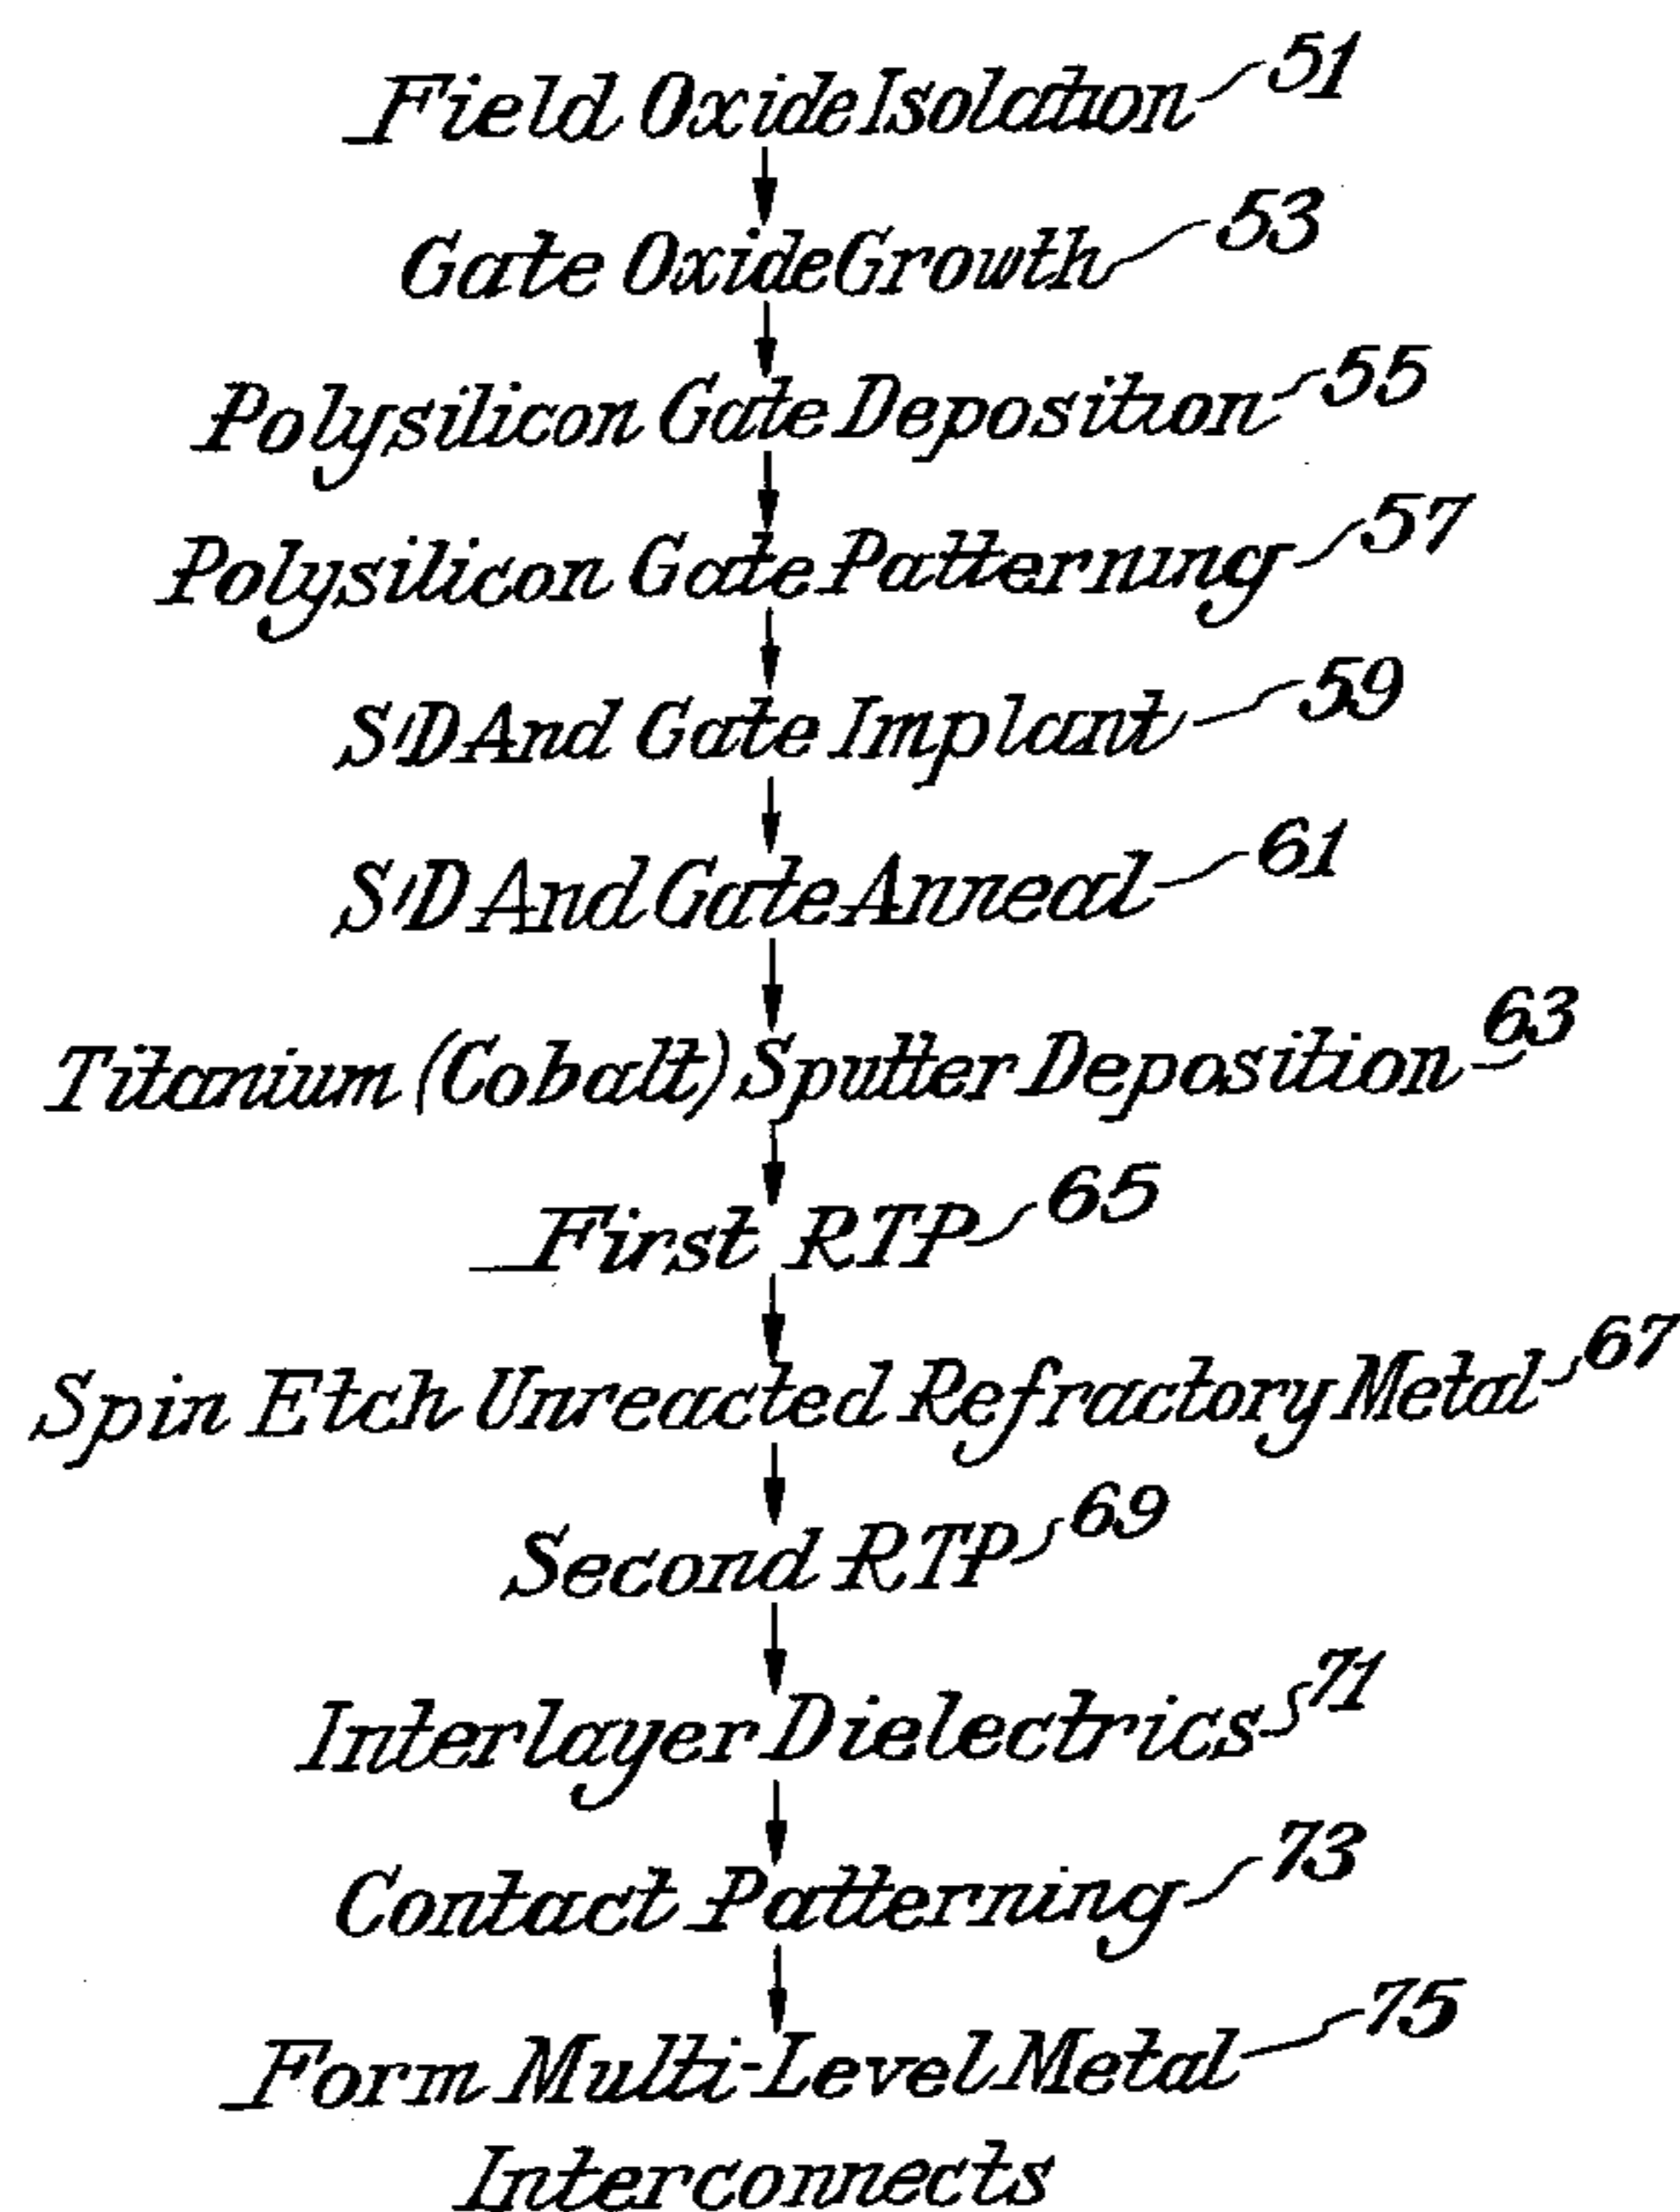 Field Oxide Isolation 51
Gate Oxide Growth 53
Polysilicon Gate Deposition 55
Polysilicon Gate Patterning 57
S/D And Gate Implant 59
S/D And Gate Anneal 61
Titanium (Cobalt) Sputter Deposition 63
First RTP 65
Spin Etch Unreacted Refractory Metal 67
Second RTP 69
Interlayer Dielectrics 71
Contact Patterning 73
Form Multi-Level Metal 75
Interconnects